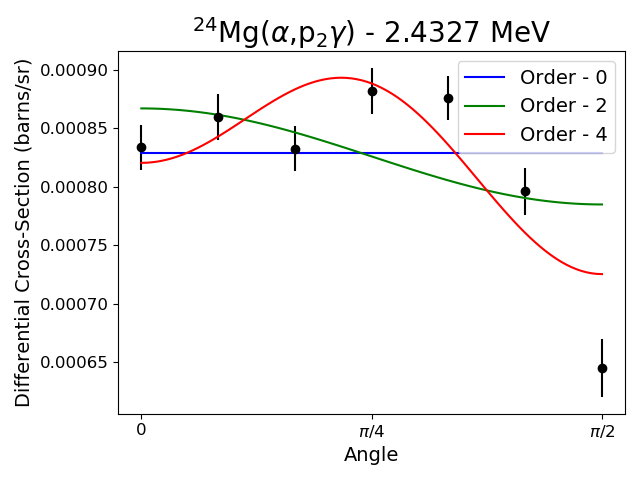 ²⁴Mg(α,p₂γ) - 2.4327 MeV
Differential Cross-Section (barns/sr)
0.00090
0.00085
0.00080
0.00075
0.00070
0.00065
Order - 0
Order - 2
Order - 4
0
π/4
π/2
Angle